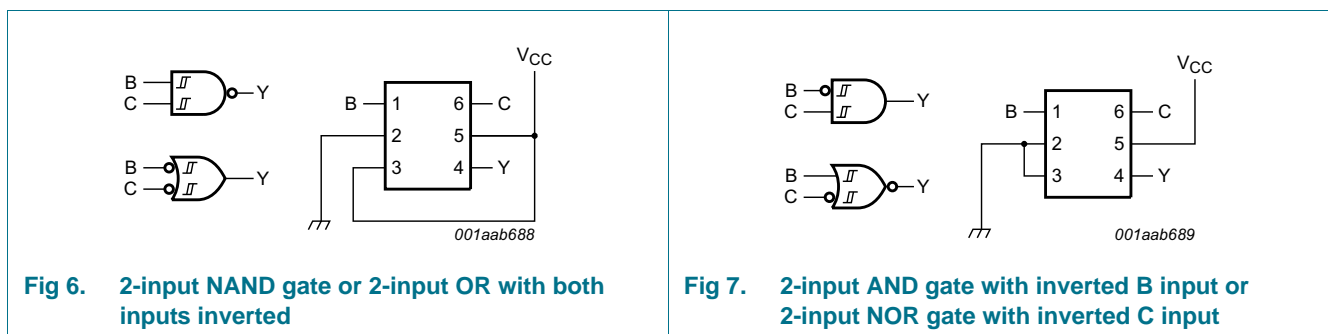 VCC
B
C
Y
B
C
Y
B
1
2
3
6
5
4
C
Y
001aab688
Fig 6. 2-input NAND gate or 2-input OR with both
inputs inverted
VCC
B
C
Y
B
C
Y
B
1
2
3
6
5
4
C
Y
001aab689
Fig 7. 2-input AND gate with inverted B input or
2-input NOR gate with inverted C input